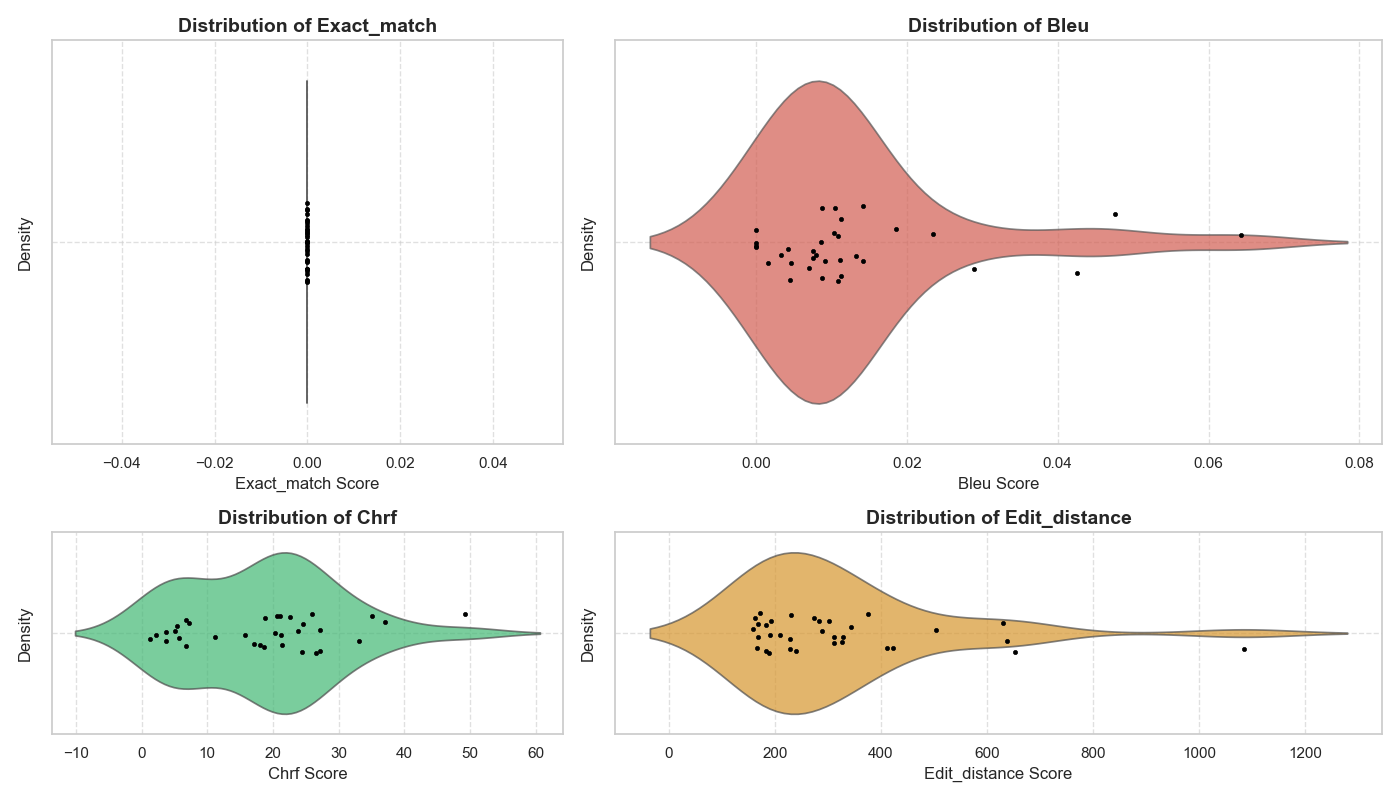 Distribution of Exact_match
Density
−0.04 −0.02 0.00 0.02 0.04
Exact_match Score
Distribution of Bleu
Density
0.00 0.02 0.04 0.06 0.08
Bleu Score
Distribution of Chrf
Density
−10 0 10 20 30 40 50 60
Chrf Score
Distribution of Edit_distance
Density
0 200 400 600 800 1000 1200
Edit_distance Score